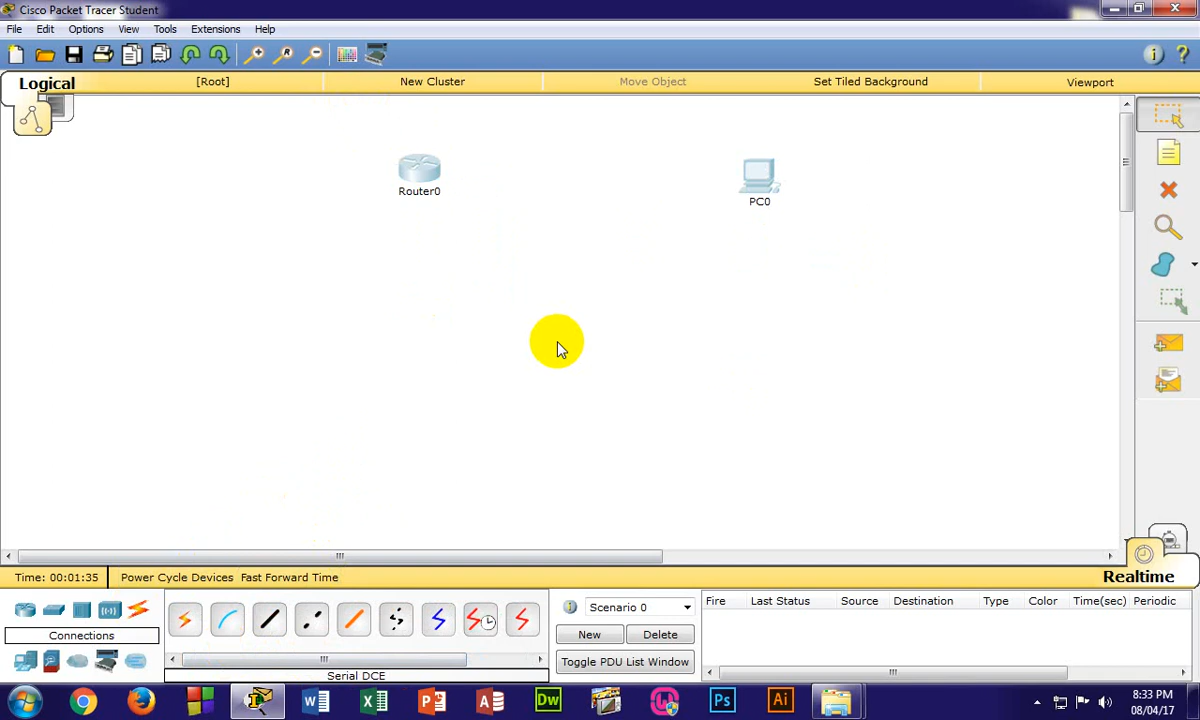 Cisco Packet Tracer Student
File Edit Options View Tools Extensions Help
Logical [Root] New Cluster Move Object Set Tiled Background Viewport
Router0
PC0
Time: 00:01:35 Power Cycle Devices Fast Forward Time
Realtime
Connections
Serial DCE
Scenario 0
New Delete
Toggle PDU List Window
Fire Last Status Source Destination Type Color Time(sec) Periodic
8:33 PM
08/04/17